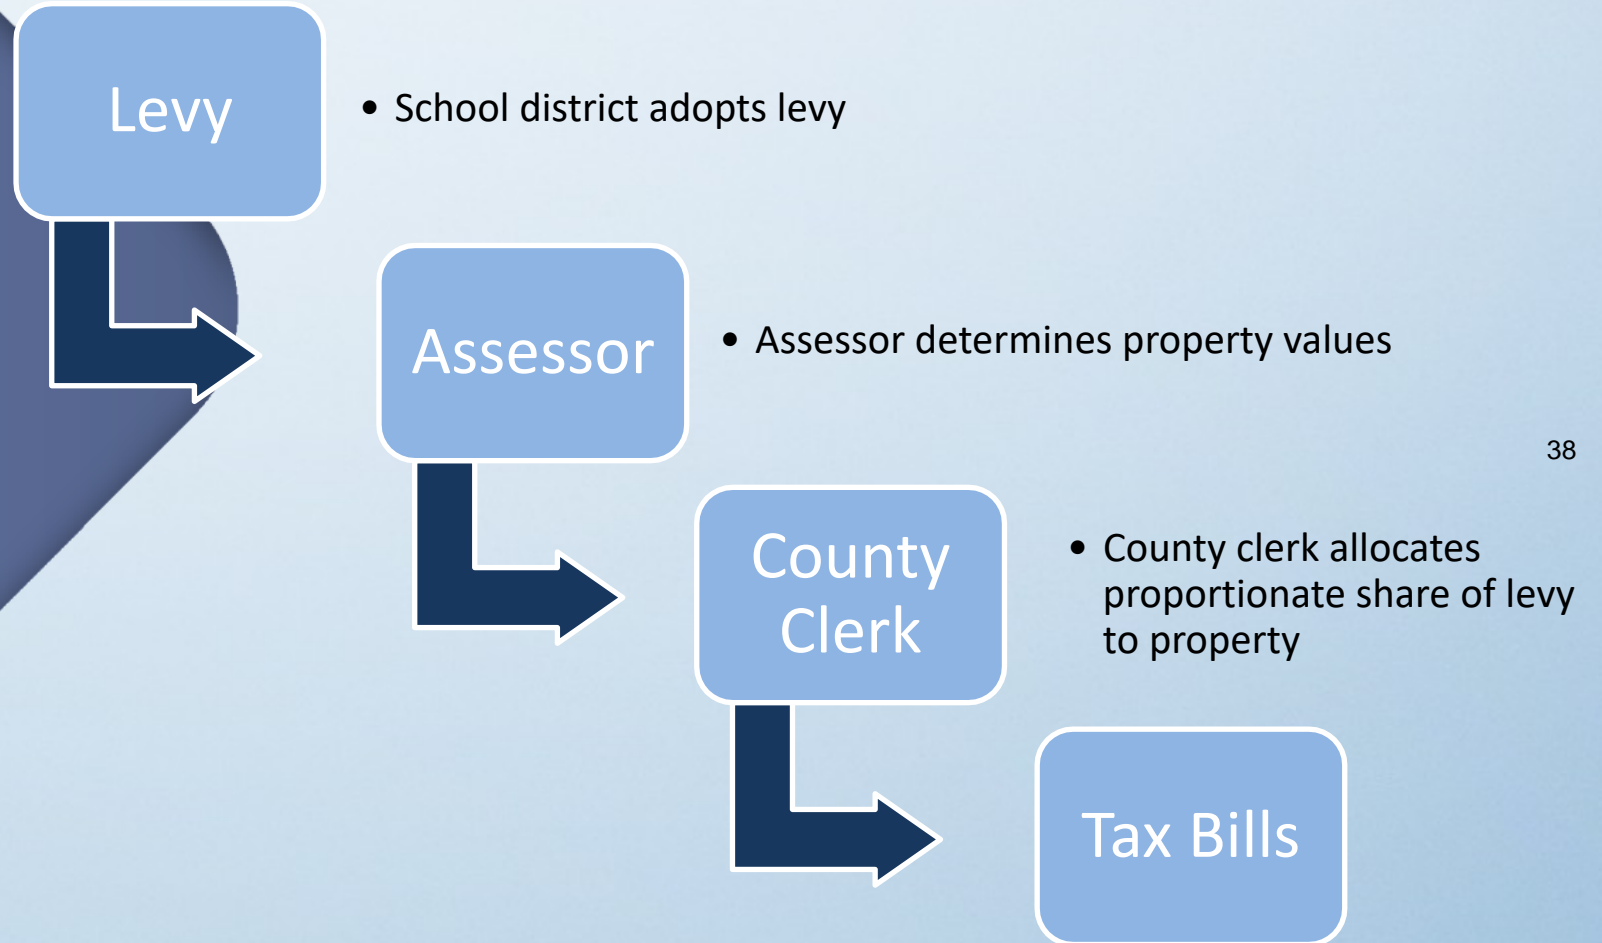 Levy
• School district adopts levy
Assessor
• Assessor determines property values
38
County
Clerk
• County clerk allocates
proportionate share of levy
to property
Tax Bills